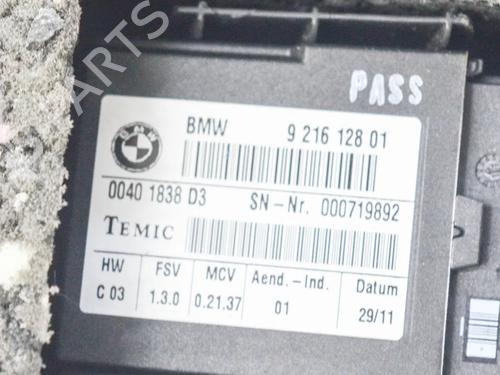 PARTS
PASS
BMW 9 216 128 01
0040 1838 D3 SN-Nr. 000719892
TEMIC
HW FSV MCV Aend.-Ind. Datum
C 03 1.3.0 0.21.37 01 29/11